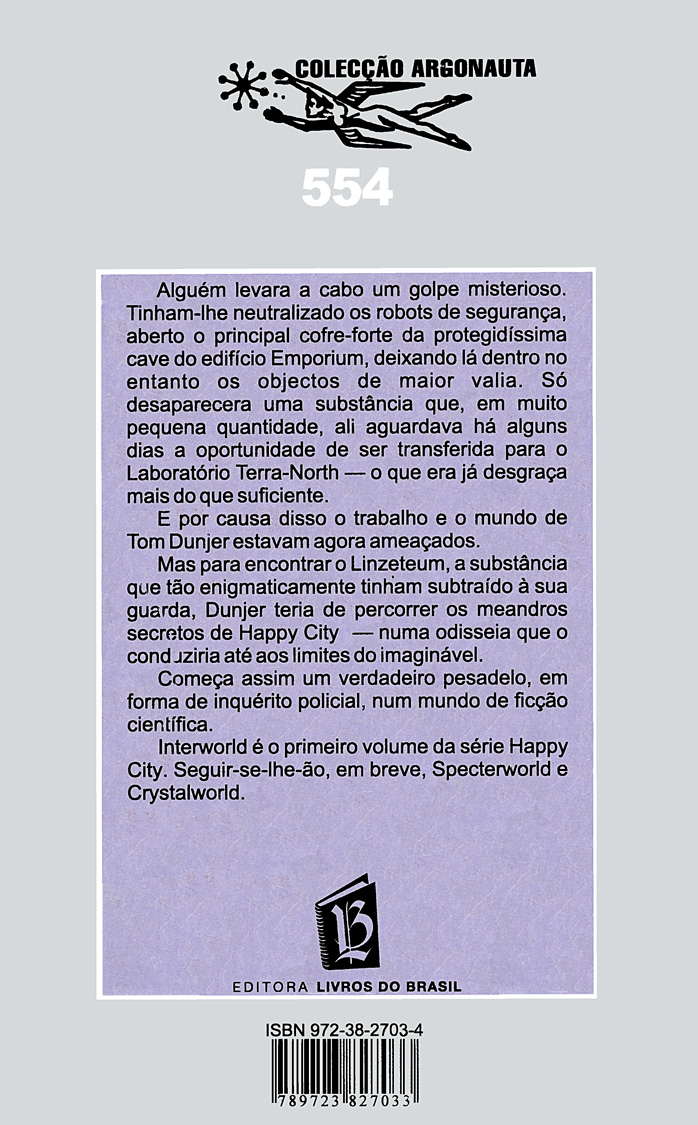 COLECÇÃO ARGONAUTA
554
Alguém levara a cabo um golpe misterioso.
Tinham-lhe neutralizado os robots de segurança,
aberto o principal cofre-forte da protegidíssima
cave do edifício Emporium, deixando lá dentro no
entanto os objectos de maior valia. Só
desaparecera uma substância que, em muito
pequena quantidade, ali aguardava há alguns
dias a oportunidade de ser transferida para o
Laboratório Terra-North — o que era já desgraça
mais do que suficiente.
E por causa disso o trabalho e o mundo de
Tom Dunjer estavam agora ameaçados.
Mas para encontrar o Linzeteum, a substância
que tão enigmaticamente tinham subtraído à sua
guarda, Dunjer teria de percorrer os meandros
secretos de Happy City — numa odisseia que o
conduziria até aos limites do imaginável.
Começa assim um verdadeiro pesadelo, em
forma de inquérito policial, num mundo de ficção
científica.
Interworld é o primeiro volume da série Happy
City. Seguir-se-lhe-ão, em breve, Specterworld e
Crystalworld.
LB
EDITORA LIVROS DO BRASIL
ISBN 972-38-2703-4
789723 827033